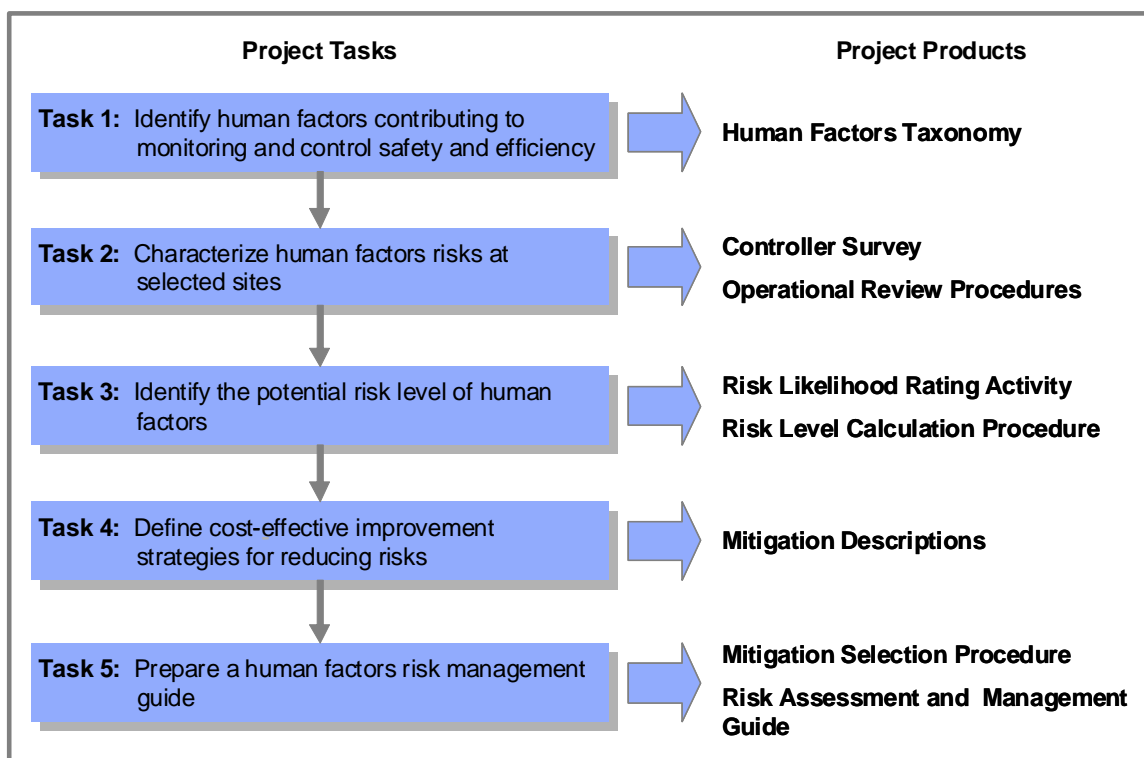 Project Tasks
Project Products
Task 1: Identify human factors contributing to
monitoring and control safety and efficiency
Human Factors Taxonomy
Task 2: Characterize human factors risks at
selected sites
Controller Survey
Operational Review Procedures
Task 3: Identify the potential risk level of human
factors
Risk Likelihood Rating Activity
Risk Level Calculation Procedure
Task 4: Define cost-effective improvement
strategies for reducing risks
Mitigation Descriptions
Task 5: Prepare a human factors risk management
guide
Mitigation Selection Procedure
Risk Assessment and Management
Guide